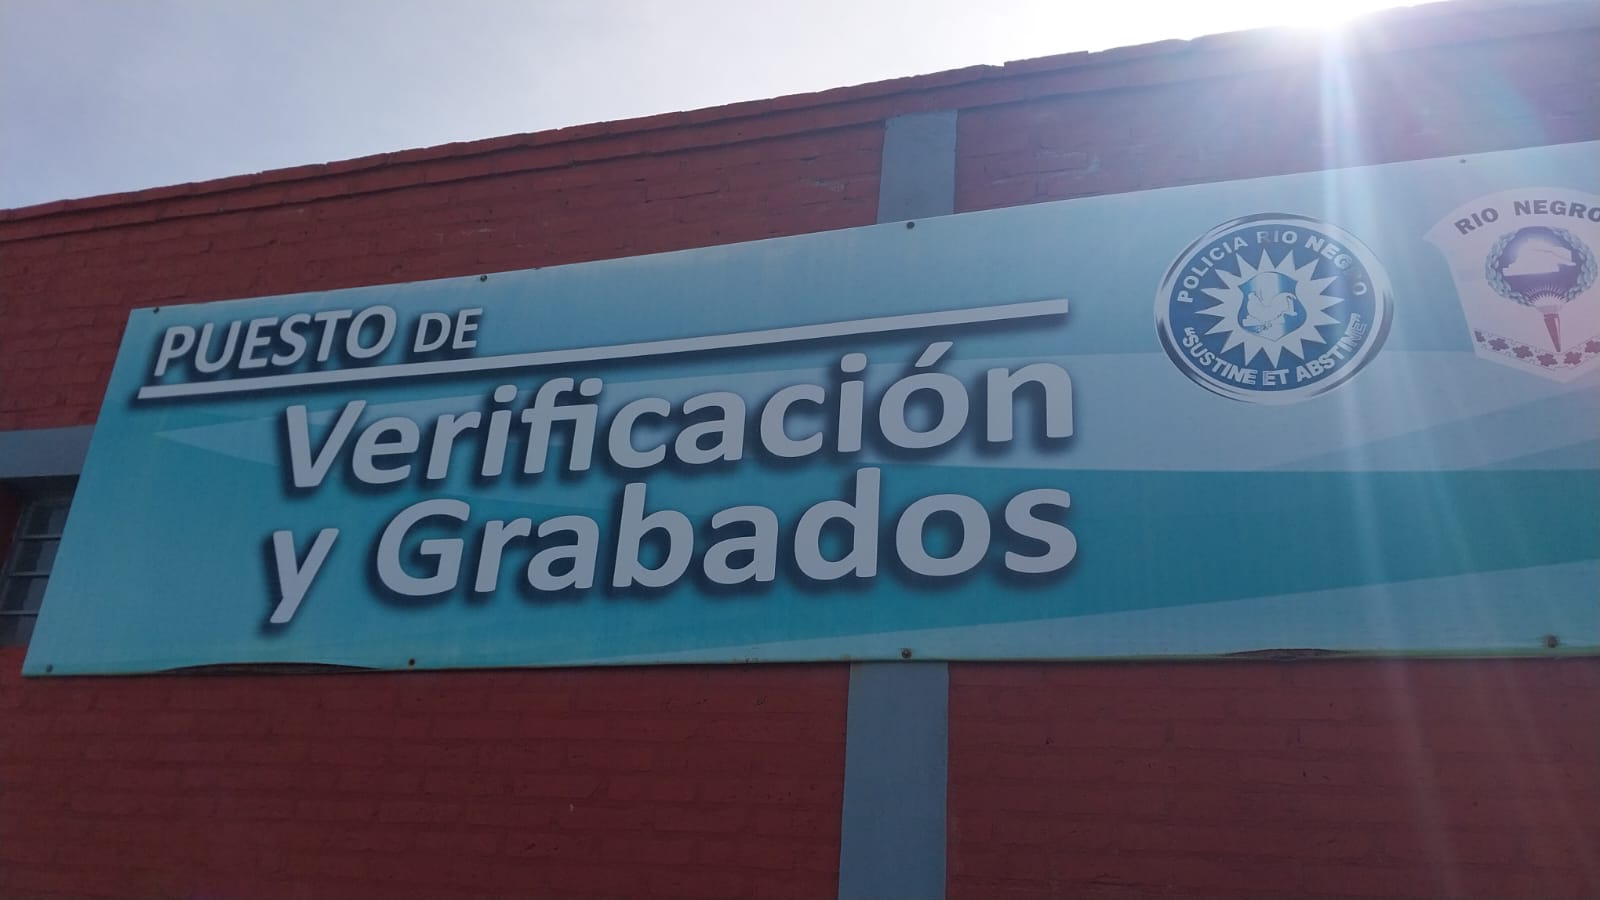 PUESTO DE
Verificación
y Grabados
POLICIA RIO NEGRO
SUSTINE ET ABSTINE
RIO NEGRO